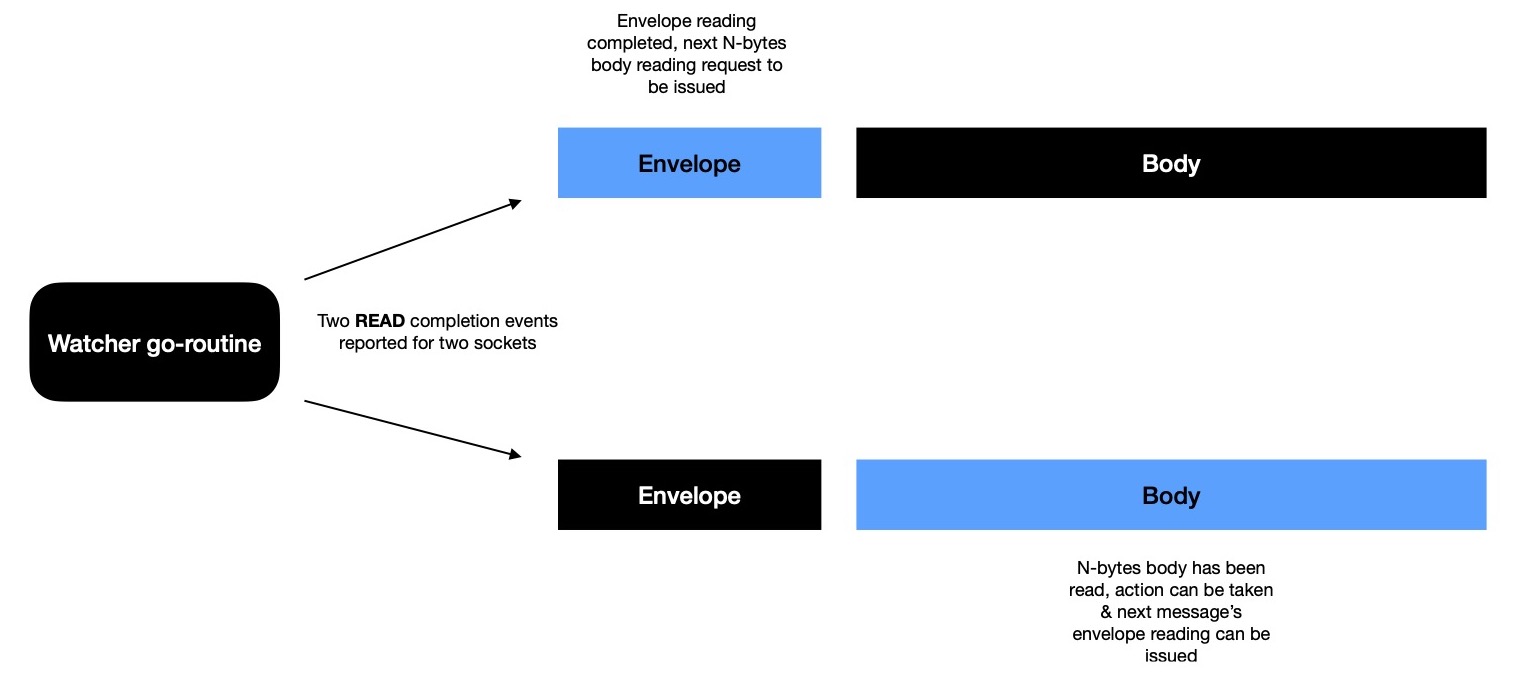 Envelope reading
completed, next N-bytes
body reading request to
be issued
Envelope
Body
Watcher go-routine
Two READ completion events
reported for two sockets
Envelope
Body
N-bytes body has been
read, action can be taken
& next message’s
envelope reading can be
issued